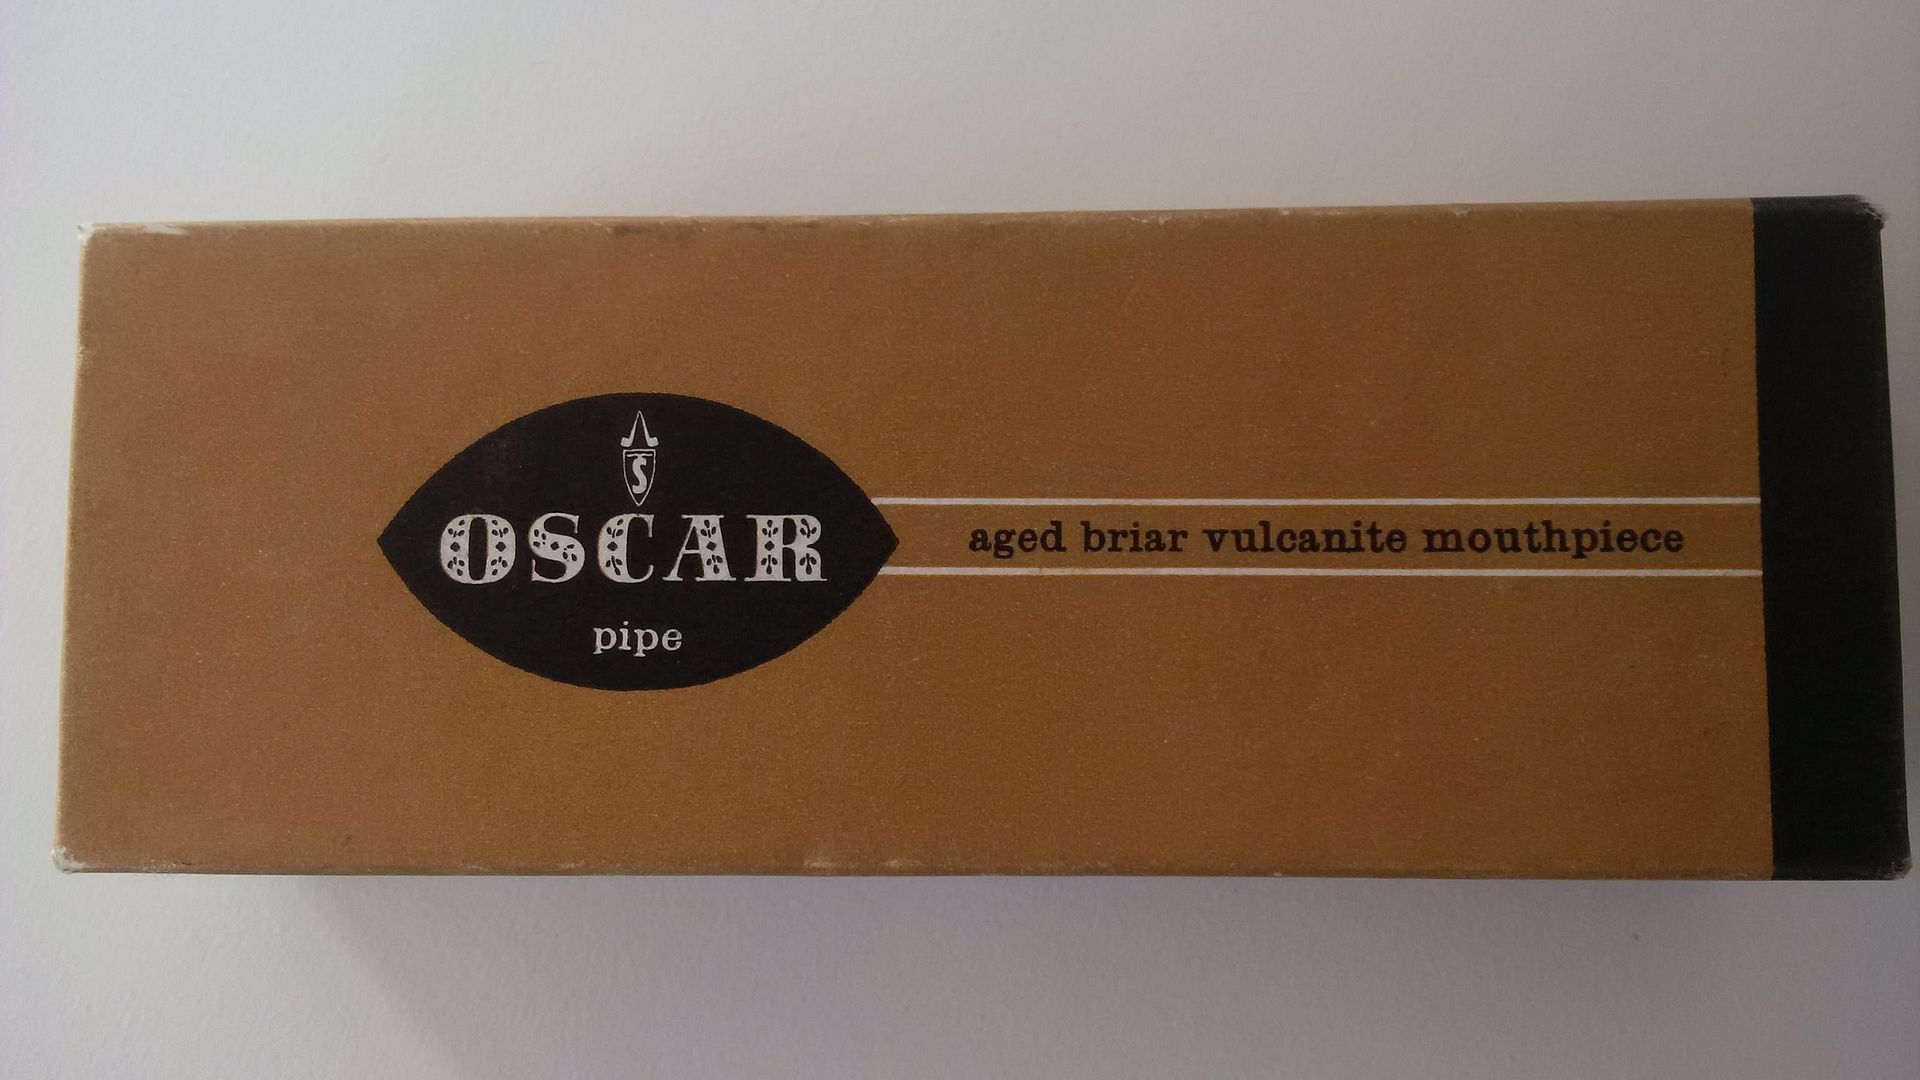 S
OSCAR
pipe
aged briar vulcanite mouthpiece